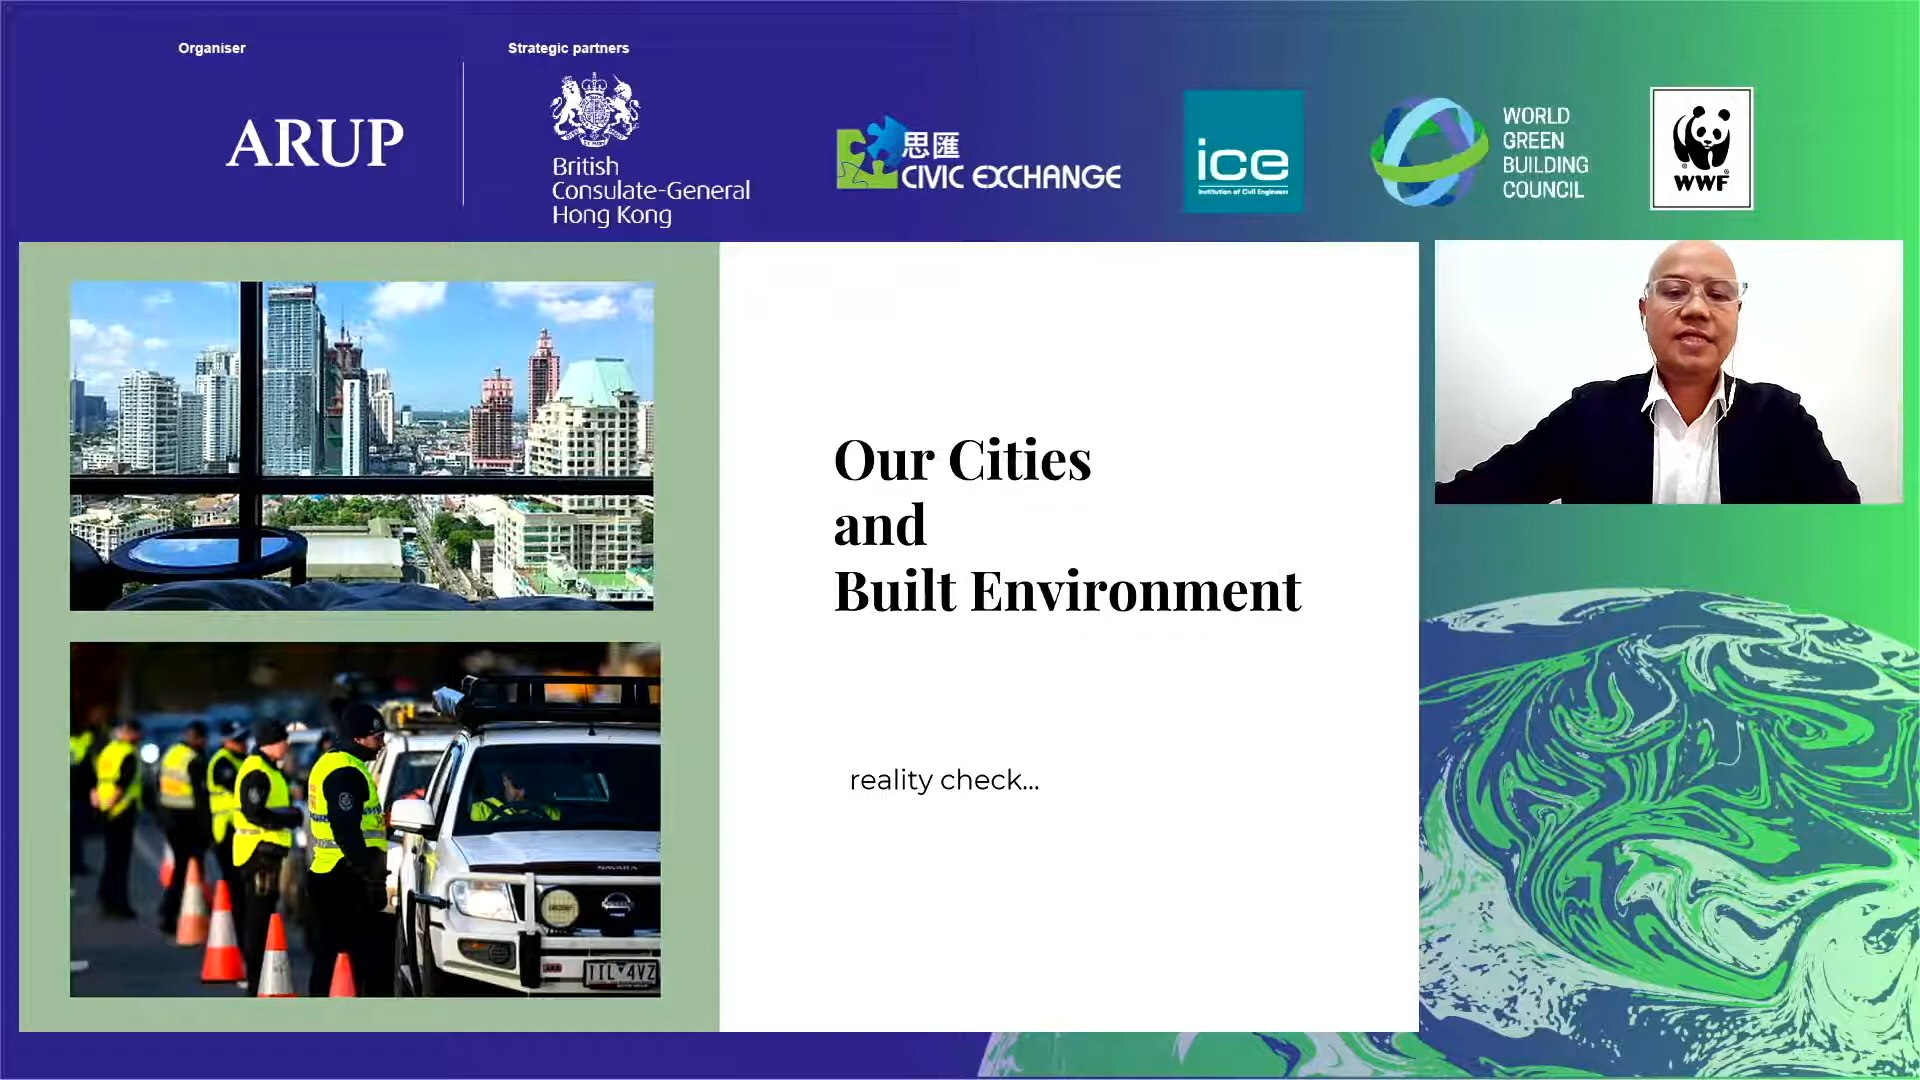 Organiser
Strategic partners
ARUP
British
Consulate-General
Hong Kong
思匯
CIVIC EXCHANGE
ice
Institution of Civil Engineers
WORLD
GREEN
BUILDING
COUNCIL
WWF
Our Cities
and
Built Environment
reality check...
NAVARA